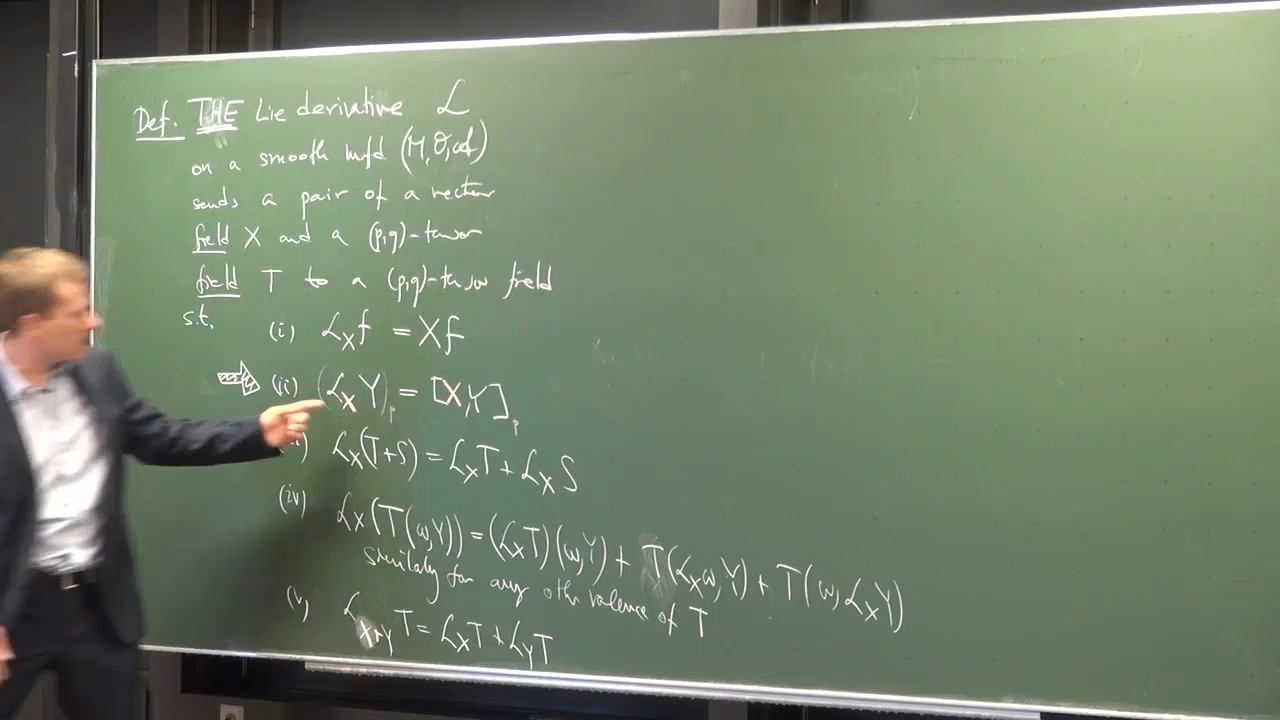 Def. THE Lie derivative ℒ
on a smooth mfd (M,O,A)
sends a pair of a vector
field X and a (p,q)-tensor
field T to a (p,q)-tensor field
s.t. (i) ℒ_X f = Xf
(ii) (ℒ_X Y)_p = [X,Y]_p
ℒ_X(T+S) = ℒ_X T + ℒ_X S
(iv) ℒ_X(T(ω,Y)) = (ℒ_X T)(ω,Y) + T(ℒ_X ω,Y) + T(ω,ℒ_X Y)
similarly for any other valence of T
(v) ℒ_{X+Y} T = ℒ_X T + ℒ_Y T